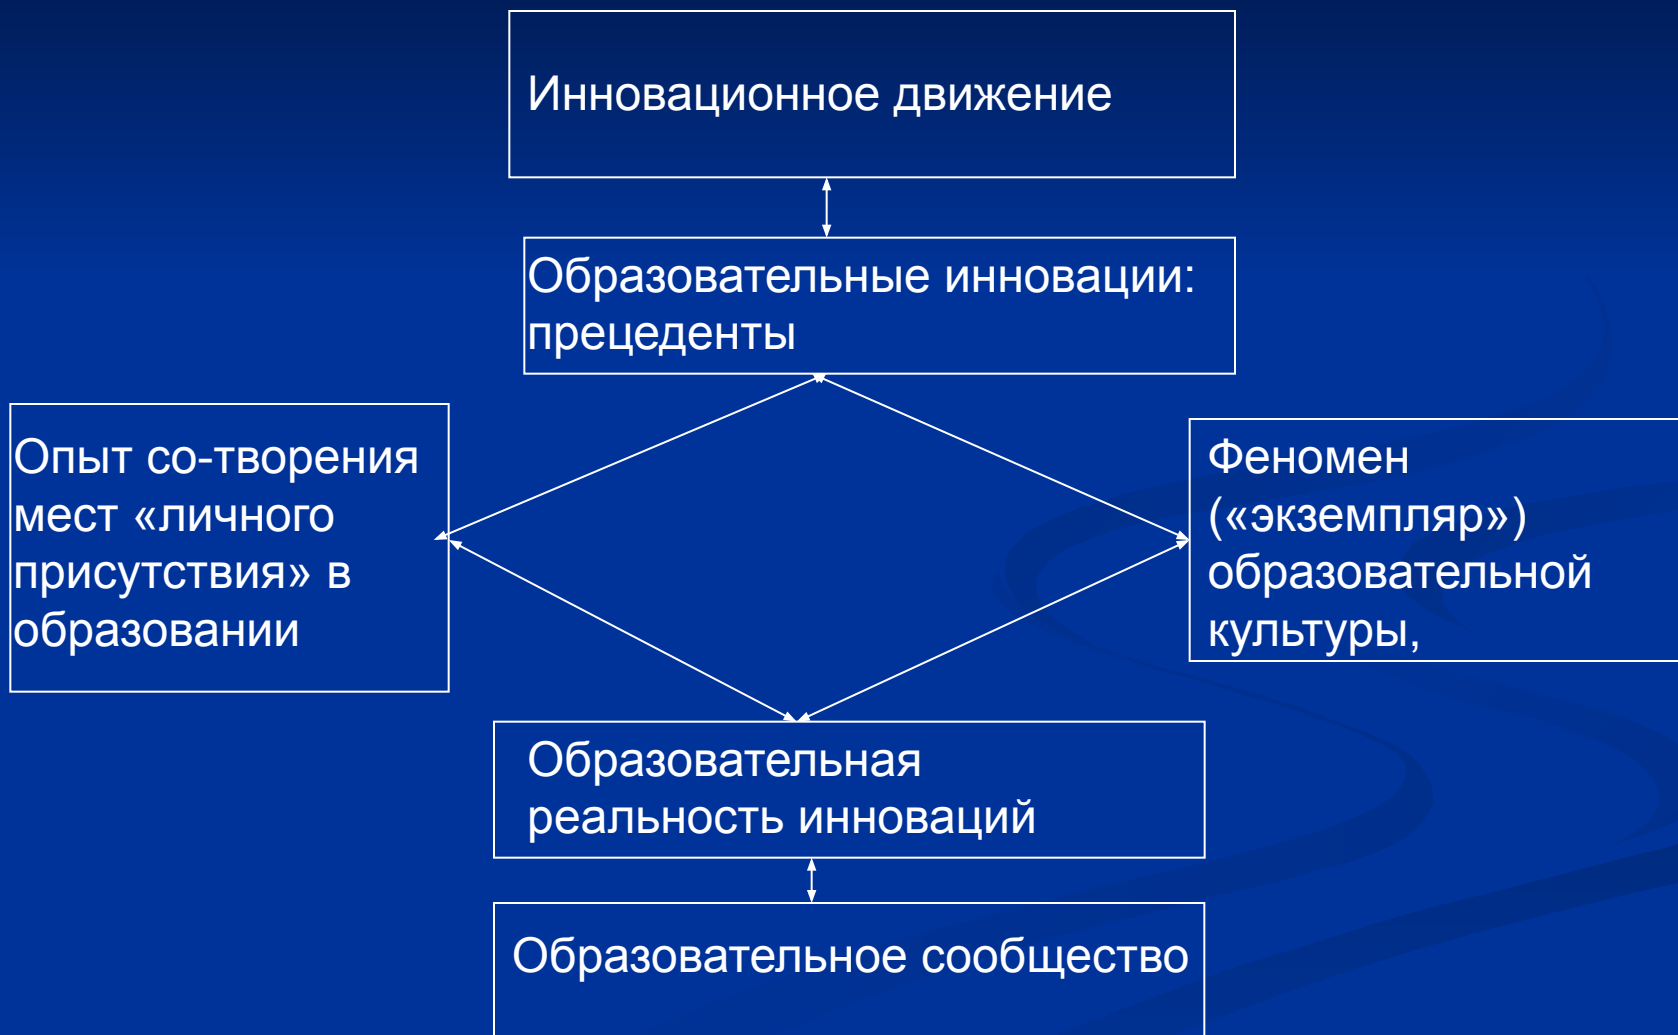 Инновационное движение
Образовательные инновации:
прецеденты
Опыт со-творения
мест «личного
присутствия» в
образовании
Феномен
(«экземпляр»)
образовательной
культуры,
Образовательная
реальность инноваций
Образовательное сообщество